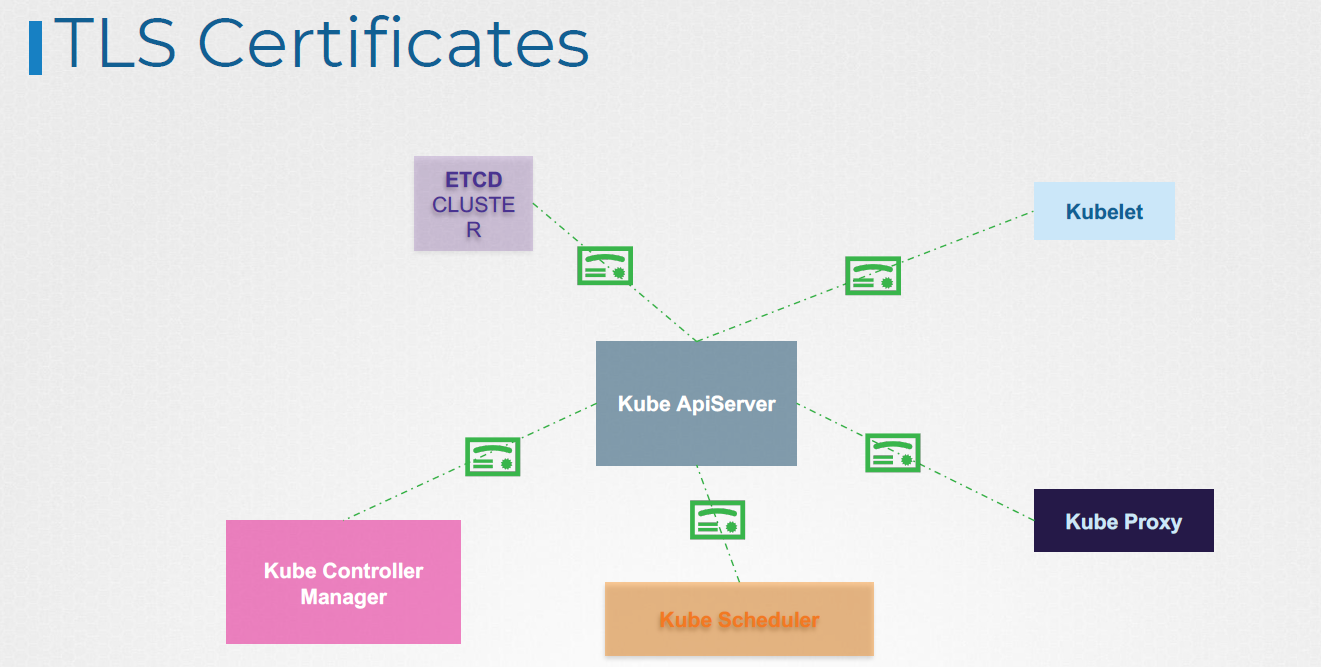 TLS Certificates
ETCD
CLUSTE
R
Kubelet
Kube ApiServer
Kube Proxy
Kube Controller
Manager
Kube Scheduler